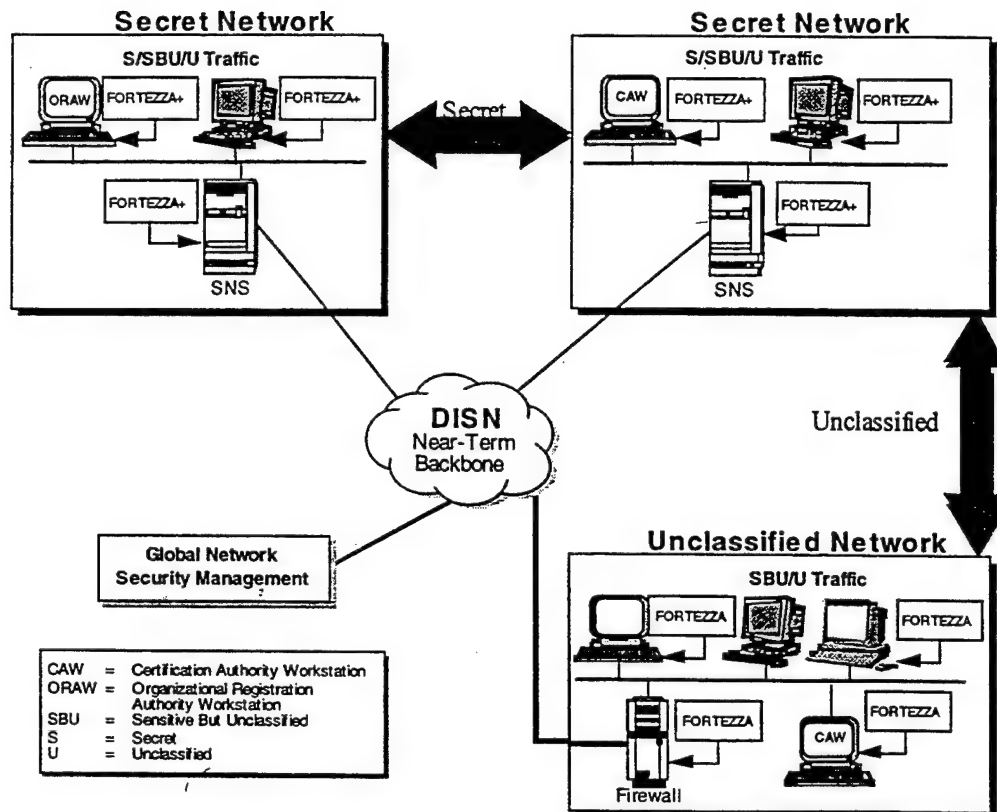 Secret Network
S/SBU/U Traffic
ORAW
FORTEZZA+
FORTEZZA+
FORTEZZA+
SNS
Secret
Secret Network
S/SBU/U Traffic
CAW
FORTEZZA+
FORTEZZA+
FORTEZZA+
SNS
DISN
Near-Term
Backbone
Unclassified
Global Network
Security Management
Unclassified Network
SBU/U Traffic
FORTEZZA
FORTEZZA
FORTEZZA
FORTEZZA
CAW
Firewall
CAW = Certification Authority Workstation
ORAW = Organizational Registration
Authority Workstation
SBU = Sensitive But Unclassified
S = Secret
U = Unclassified